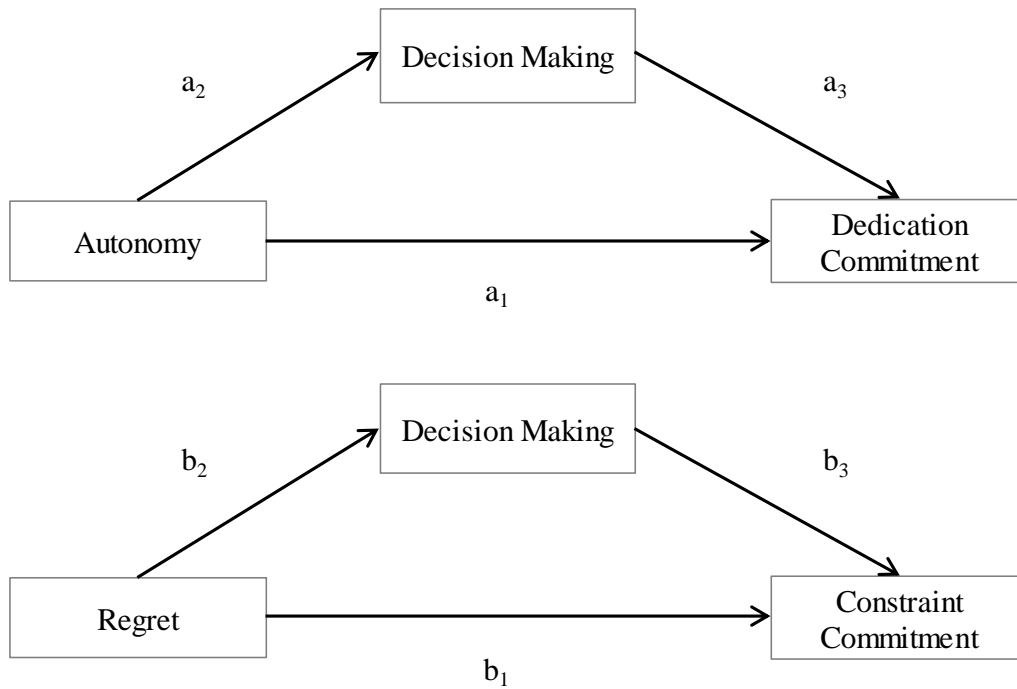 Decision Making
a₂
a₃
Autonomy
Dedication
Commitment
a₁
Decision Making
b₂
b₃
Regret
Constraint
Commitment
b₁